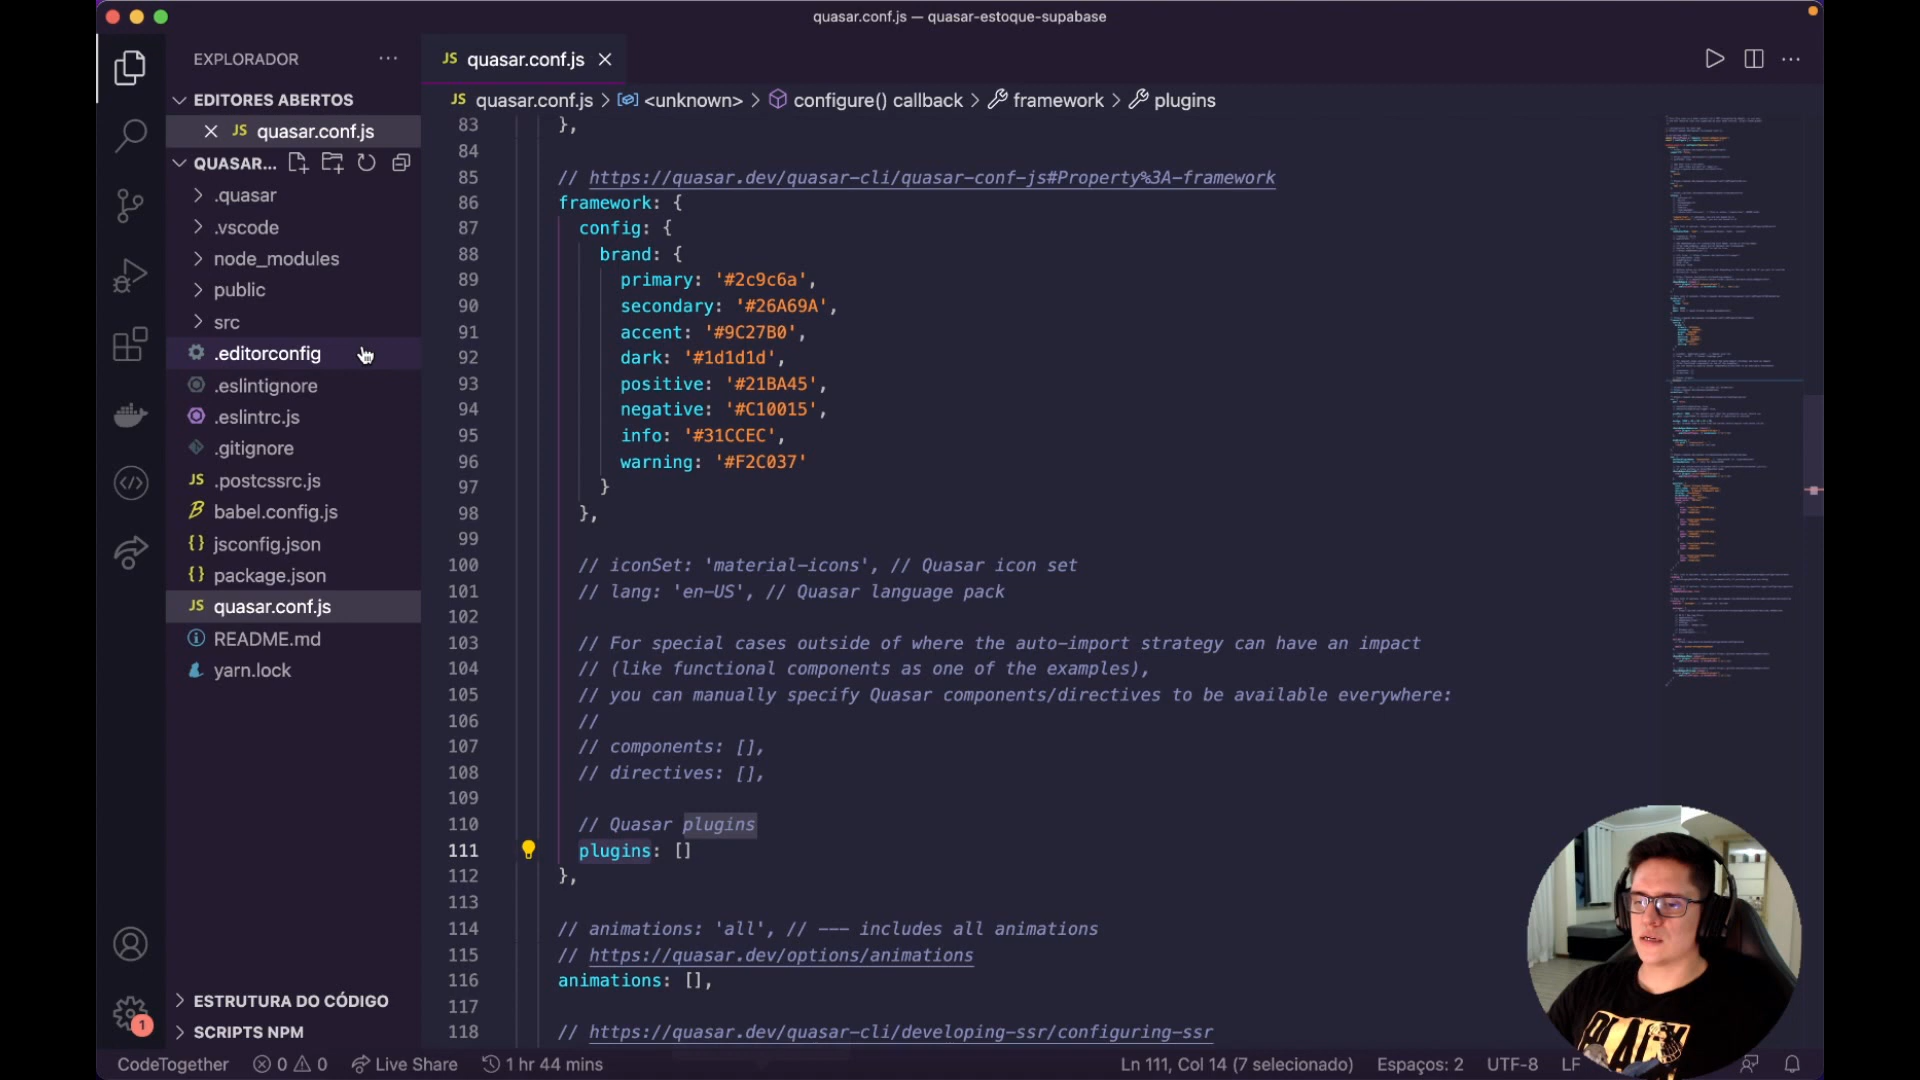 quasar.conf.js — quasar-estoque-supabase
EXPLORADOR
EDITORES ABERTOS
JS quasar.conf.js
QUASAR...
.quasar
.vscode
node_modules
public
src
.editorconfig
.eslintignore
.eslintrc.js
.gitignore
JS .postcssrc.js
babel.config.js
{} jsconfig.json
{} package.json
JS quasar.conf.js
README.md
yarn.lock
ESTRUTURA DO CÓDIGO
SCRIPTS NPM
JS quasar.conf.js
JS quasar.conf.js > <unknown> > configure() callback > framework > plugins
83 },
84
85 // https://quasar.dev/quasar-cli/quasar-conf-js#Property%3A-framework
86 framework: {
87 config: {
88 brand: {
89 primary: '#2c9c6a',
90 secondary: '#26A69A',
91 accent: '#9C27B0',
92 dark: '#1d1d1d',
93 positive: '#21BA45',
94 negative: '#C10015',
95 info: '#31CCEC',
96 warning: '#F2C037'
97 }
98 },
99
100 // iconSet: 'material-icons', // Quasar icon set
101 // lang: 'en-US', // Quasar language pack
102
103 // For special cases outside of where the auto-import strategy can have an impact
104 // (like functional components as one of the examples),
105 // you can manually specify Quasar components/directives to be available everywhere:
106 //
107 // components: [],
108 // directives: [],
109
110 // Quasar plugins
111 plugins: []
112 },
113
114 // animations: 'all', // --- includes all animations
115 // https://quasar.dev/options/animations
116 animations: [],
117
118 // https://quasar.dev/quasar-cli/developing-ssr/configuring-ssr
1
CodeTogether 0 0 Live Share 1 hr 44 mins Ln 111, Col 14 (7 selecionado) Espaços: 2 UTF-8 LF